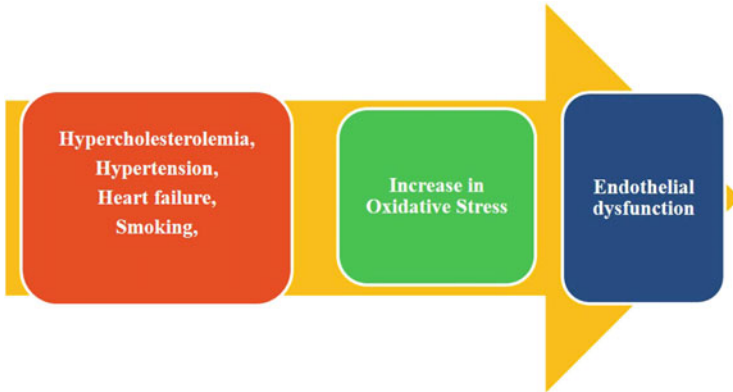 Hypercholesterolemia,
Hypertension,
Heart failure,
Smoking,
Increase in
Oxidative Stress
Endothelial
dysfunction